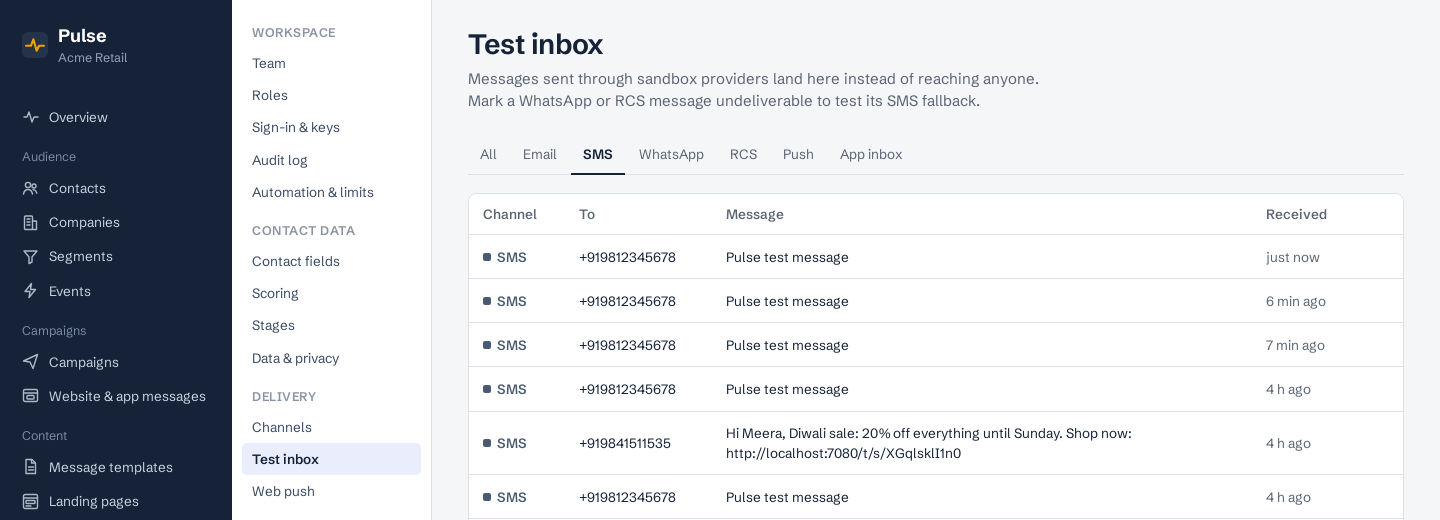 Pulse
Acme Retail
Overview
Audience
Contacts
Companies
Segments
Events
Campaigns
Campaigns
Website & app messages
Content
Message templates
Landing pages
WORKSPACE
Team
Roles
Sign-in & keys
Audit log
Automation & limits
CONTACT DATA
Contact fields
Scoring
Stages
Data & privacy
DELIVERY
Channels
Test inbox
Web push
Test inbox
Messages sent through sandbox providers land here instead of reaching anyone.
Mark a WhatsApp or RCS message undeliverable to test its SMS fallback.
All Email SMS WhatsApp RCS Push App inbox
Channel To Message Received
SMS +919812345678 Pulse test message just now
SMS +919812345678 Pulse test message 6 min ago
SMS +919812345678 Pulse test message 7 min ago
SMS +919812345678 Pulse test message 4 h ago
SMS +919841511535 Hi Meera, Diwali sale: 20% off everything until Sunday. Shop now: 4 h ago
http://localhost:7080/t/s/XGqlsklI1n0
SMS +919812345678 Pulse test message 4 h ago